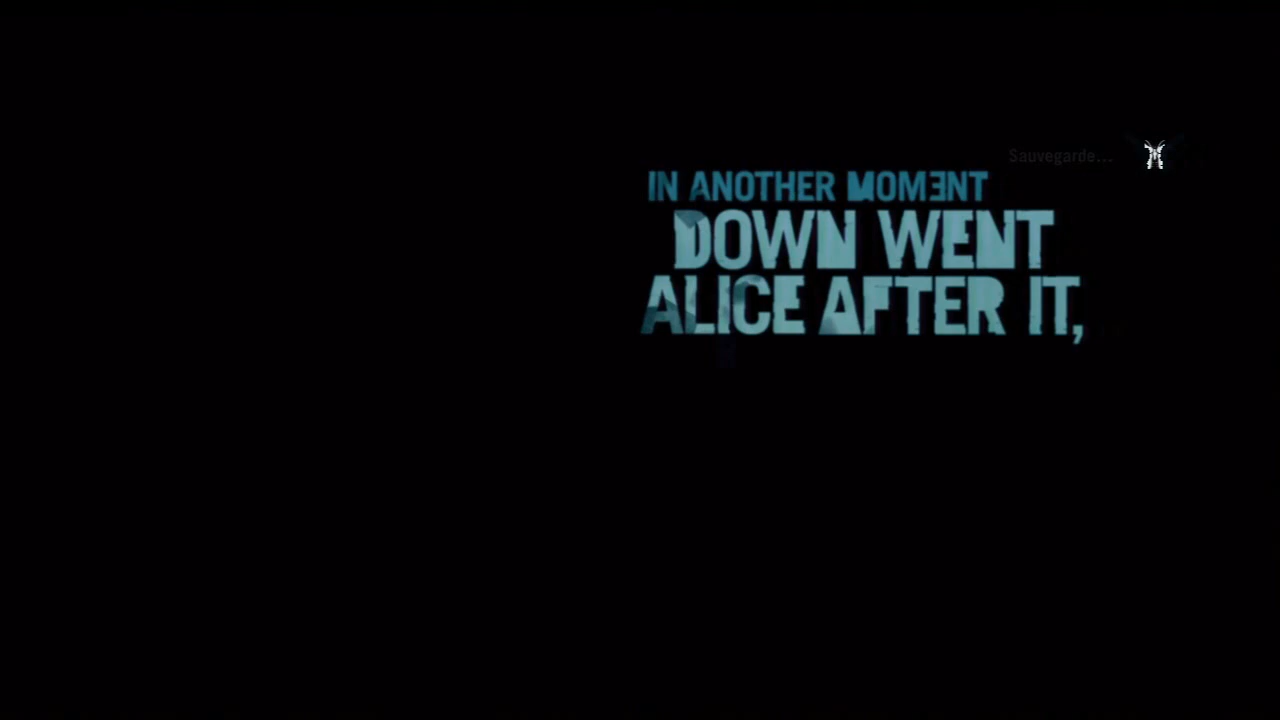 Sauvegarde...
IN ANOTHER MOMENT
DOWN WENT
ALICE AFTER IT,